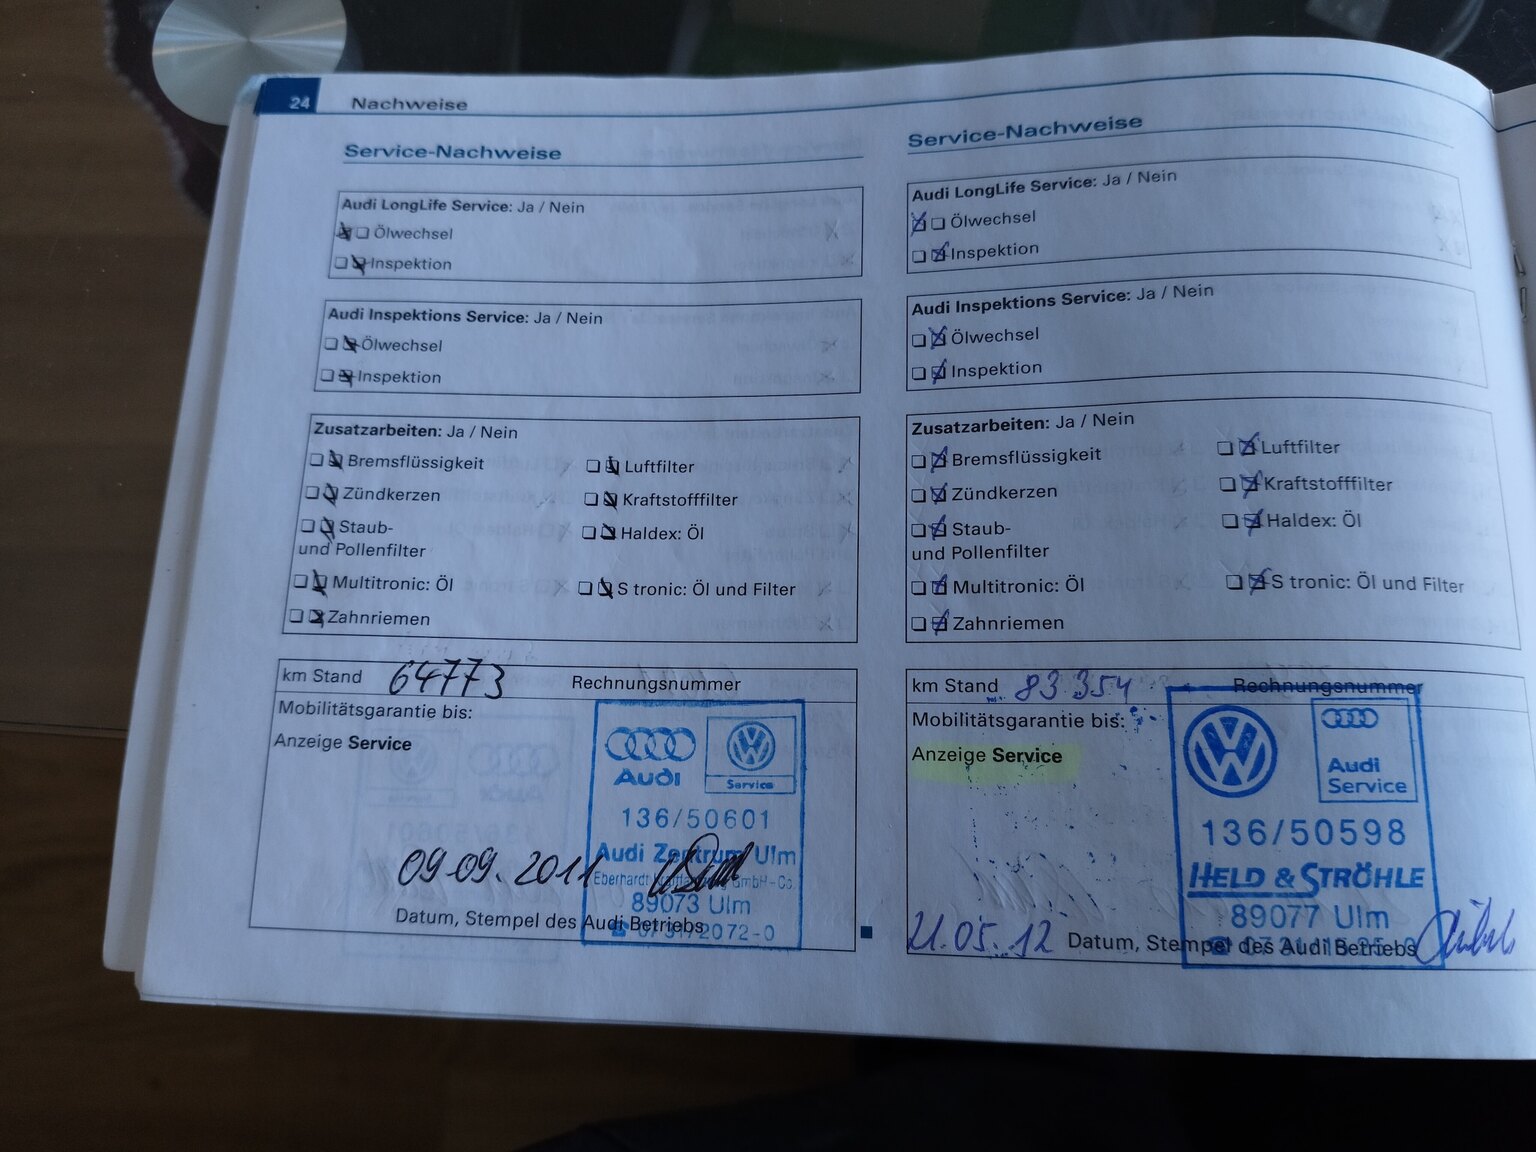 24 Nachweise
Service-Nachweise
Audi LongLife Service: Ja / Nein
Ölwechsel
Inspektion
Audi Inspektions Service: Ja / Nein
Ölwechsel
Inspektion
Zusatzarbeiten: Ja / Nein
Bremsflüssigkeit Luftfilter
Zündkerzen Kraftstofffilter
Staub- Haldex: Öl
und Pollenfilter
Multitronic: Öl S tronic: Öl und Filter
Zahnriemen
km Stand 64773 Rechnungsnummer
Mobilitätsgarantie bis:
Anzeige Service
Audi Service
136/50601
Audi Zentrum Ulm
89073 Ulm
09.09.2011
Datum, Stempel des Audi Betriebs
Service-Nachweise
Audi LongLife Service: Ja / Nein
Ölwechsel
Inspektion
Audi Inspektions Service: Ja / Nein
Ölwechsel
Inspektion
Zusatzarbeiten: Ja / Nein
Bremsflüssigkeit Luftfilter
Zündkerzen Kraftstofffilter
Staub- Haldex: Öl
und Pollenfilter
Multitronic: Öl S tronic: Öl und Filter
Zahnriemen
km Stand 83354 Rechnungsnummer
Mobilitätsgarantie bis:
Anzeige Service
Audi
Service
136/50598
HELD & STRÖHLE
89077 Ulm
21.05.12 Datum, Stempel des Audi Betriebs